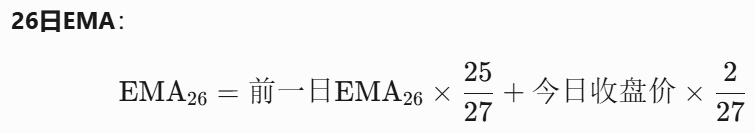 26日EMA：
EMA₂₆ = 前一日EMA₂₆ × 25/27 + 今日收盘价 × 2/27